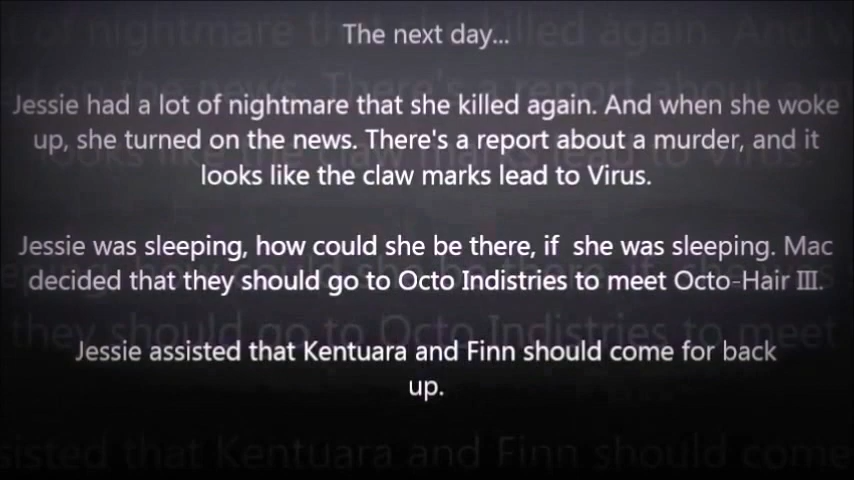 The next day...
Jessie had a lot of nightmare that she killed again. And when she woke
up, she turned on the news. There's a report about a murder, and it
looks like the claw marks lead to Virus.
Jessie was sleeping, how could she be there, if  she was sleeping. Mac
decided that they should go to Octo Indistries to meet Octo-Hair III.
Jessie assisted that Kentuara and Finn should come for back
up.